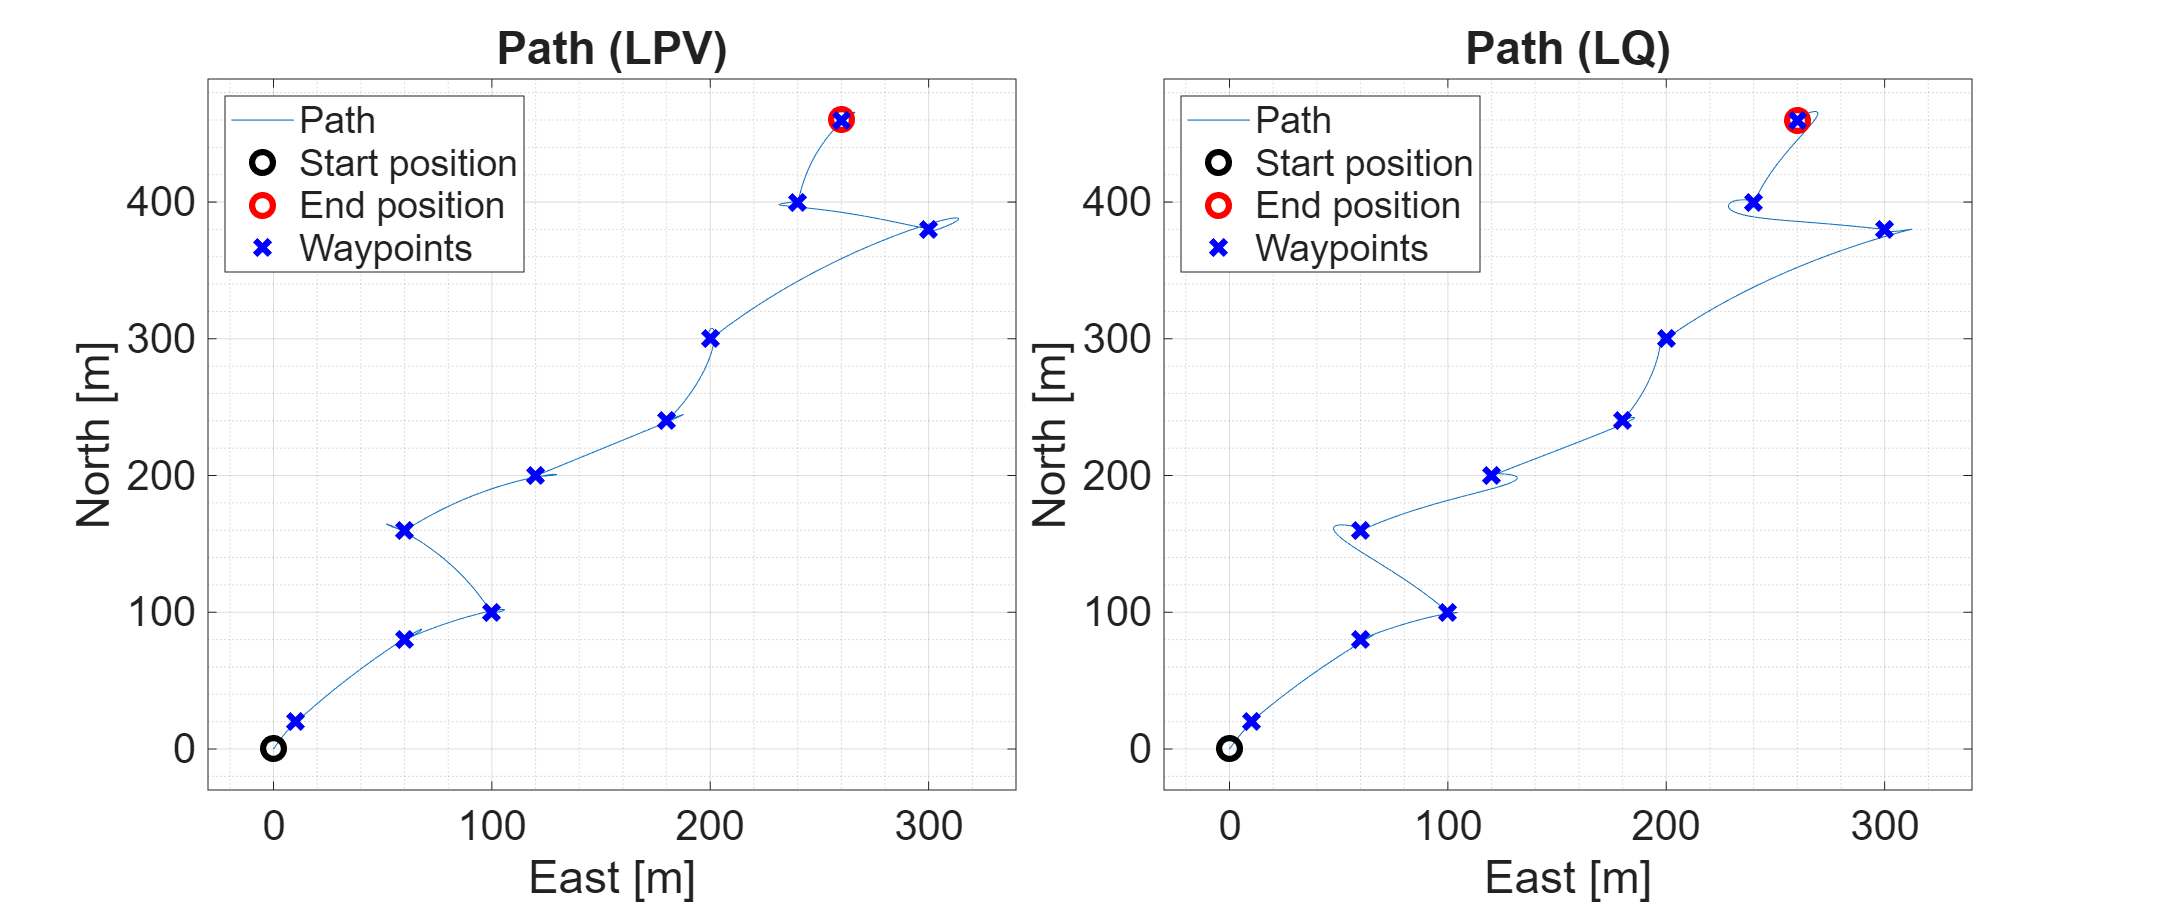 Path (LPV)
Path
Start position
End position
Waypoints
North [m]
400
300
200
100
0
0 100 200 300
East [m]
Path (LQ)
Path
Start position
End position
Waypoints
North [m]
400
300
200
100
0
0 100 200 300
East [m]